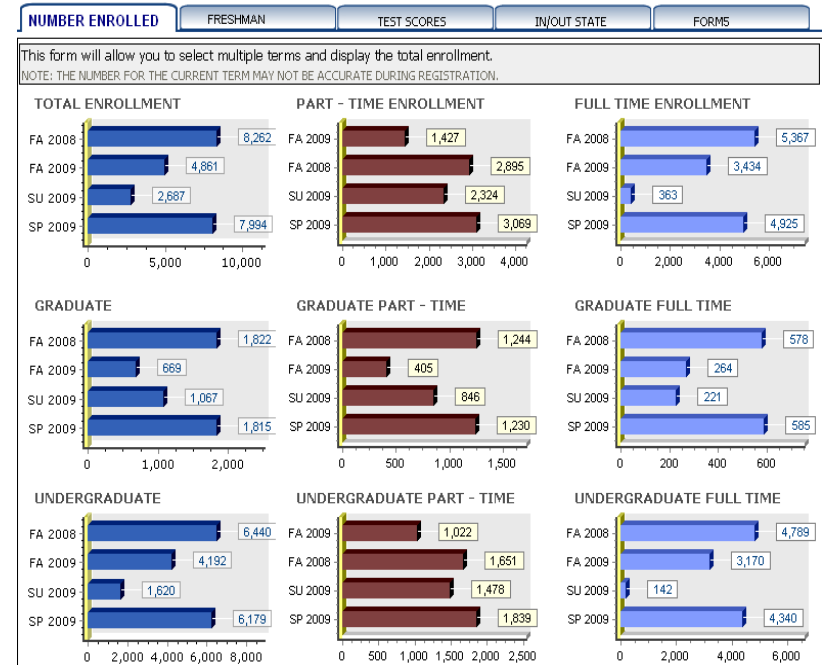 NUMBER ENROLLED FRESHMAN TEST SCORES IN/OUT STATE FORM5
This form will allow you to select multiple terms and display the total enrollment.
NOTE: THE NUMBER FOR THE CURRENT TERM MAY NOT BE ACCURATE DURING REGISTRATION.
TOTAL ENROLLMENT
FA 2008 8,262
FA 2009 4,861
SU 2009 2,687
SP 2009 7,994
0 5,000 10,000
PART - TIME ENROLLMENT
FA 2009 1,427
FA 2008 2,895
SU 2009 2,324
SP 2009 3,069
0 1,000 2,000 3,000 4,000
FULL TIME ENROLLMENT
FA 2008 5,367
FA 2009 3,434
SU 2009 363
SP 2009 4,925
0 2,000 4,000 6,000
GRADUATE
FA 2008 1,822
FA 2009 669
SU 2009 1,067
SP 2009 1,815
0 1,000 2,000
GRADUATE PART - TIME
FA 2008 1,244
FA 2009 405
SU 2009 846
SP 2009 1,230
0 500 1,000 1,500
GRADUATE FULL TIME
FA 2008 578
FA 2009 264
SU 2009 221
SP 2009 585
0 200 400 600
UNDERGRADUATE
FA 2008 6,440
FA 2009 4,192
SU 2009 1,620
SP 2009 6,179
0 2,000 4,000 6,000 8,000
UNDERGRADUATE PART - TIME
FA 2009 1,022
FA 2008 1,651
SU 2009 1,478
SP 2009 1,839
0 500 1,000 1,500 2,000 2,500
UNDERGRADUATE FULL TIME
FA 2008 4,789
FA 2009 3,170
SU 2009 142
SP 2009 4,340
0 2,000 4,000 6,000